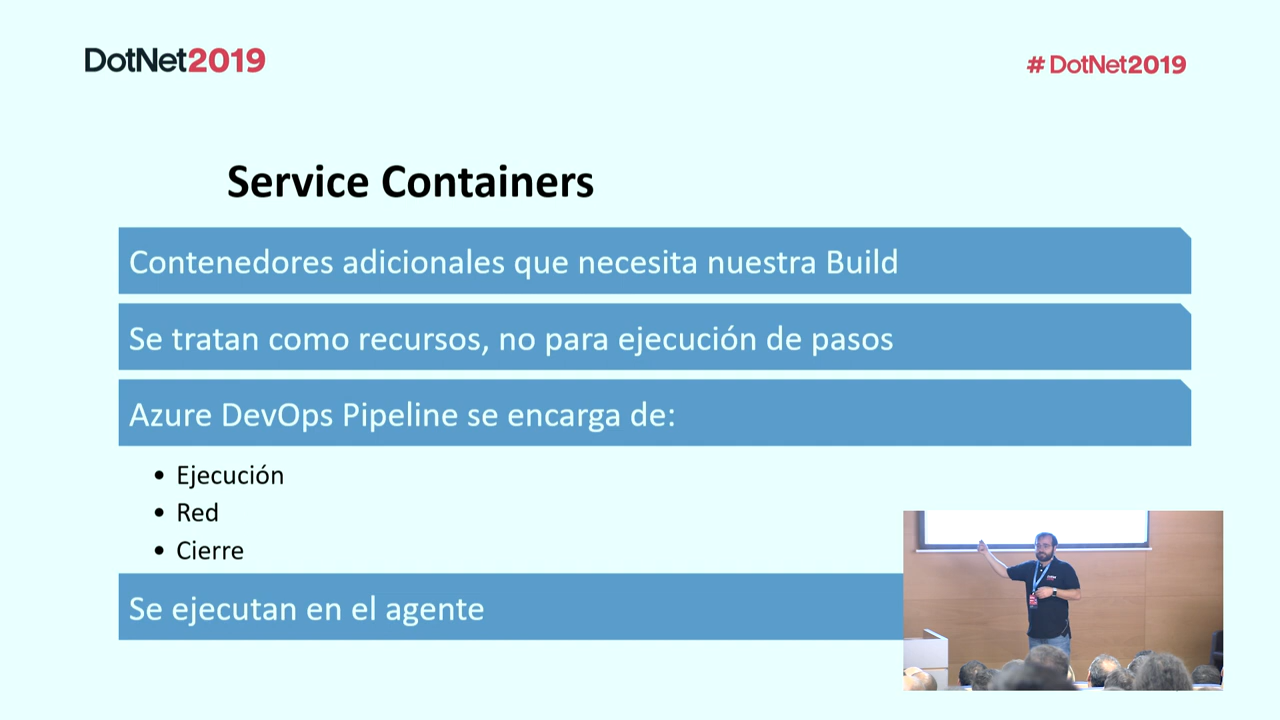 DotNet2019
# DotNet2019
Service Containers
Contenedores adicionales que necesita nuestra Build
Se tratan como recursos, no para ejecución de pasos
Azure DevOps Pipeline se encarga de:
• Ejecución
• Red
• Cierre
Se ejecutan en el agente